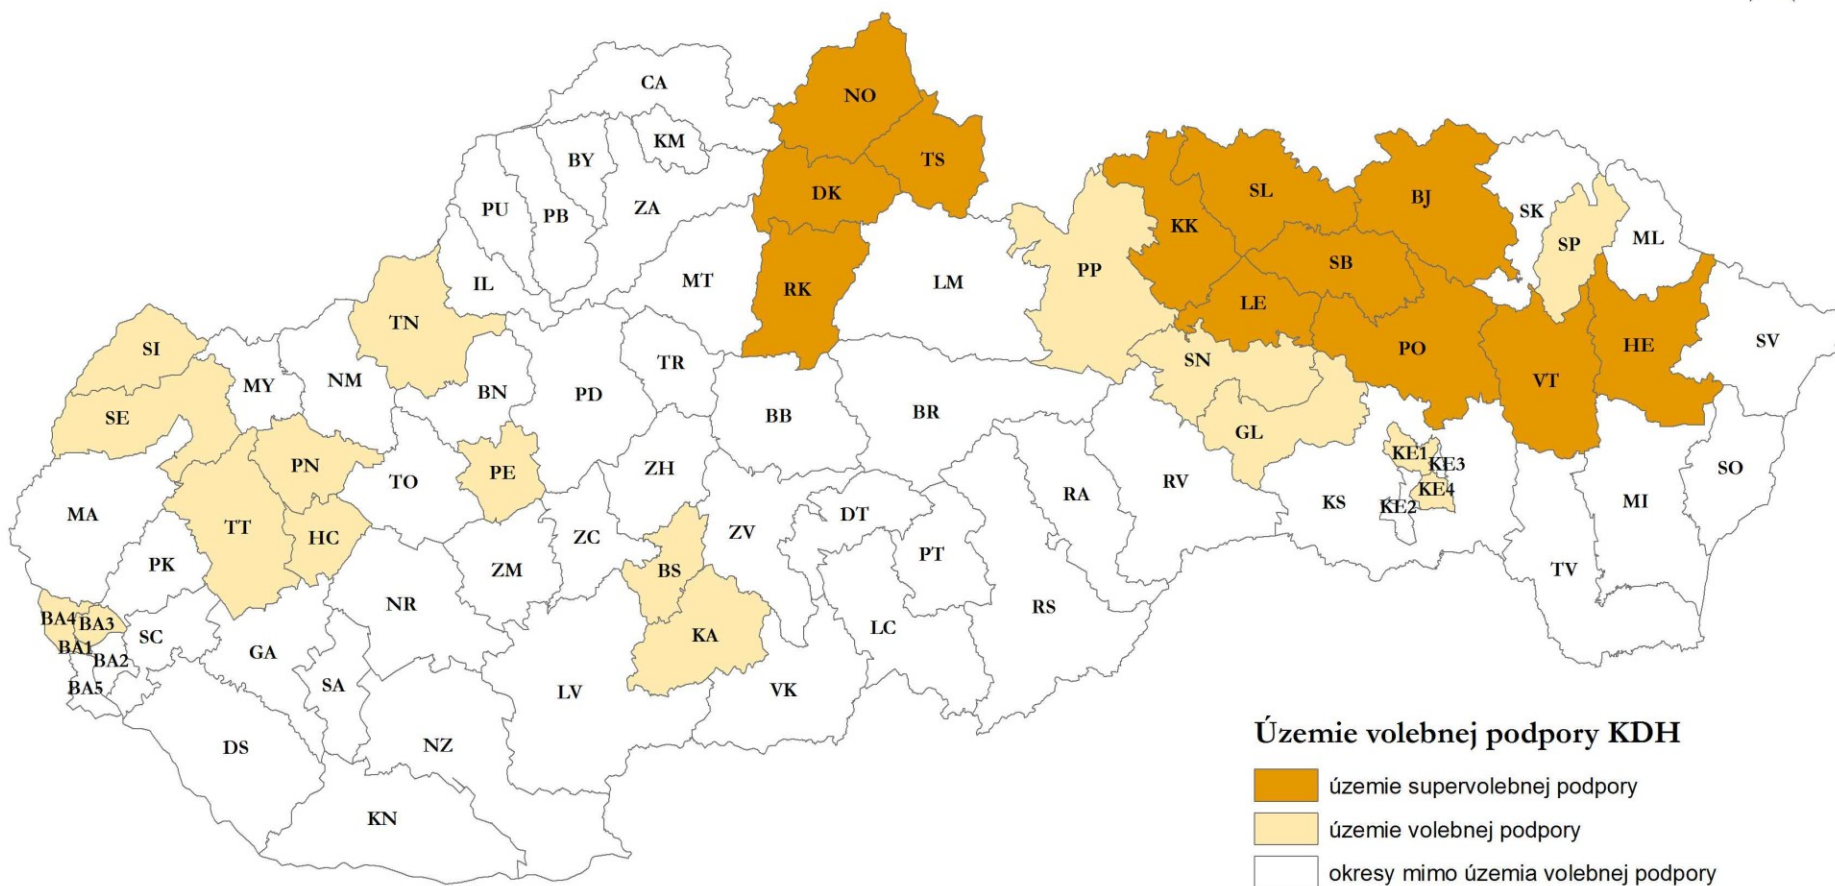 CA
NO
KM
BY
TS
DK
SL
BJ
PU
PB
ZA
KK
SK
SP
ML
IL
MT
RK
LM
PP
SB
LE
TN
SI
MY
NM
TR
SN
PO
HE
SV
VT
BN
PD
SE
BB
BR
GL
PN
PE
ZH
KE1
KE3
TO
RV
SO
KE4
RA
KS
KE2
MI
MA
TT
HC
DT
ZC
ZV
PT
PK
ZM
BS
TV
NR
RS
BA4
BA3
SC
KA
LC
BA1
BA2
GA
BA5
SA
LV
VK
DS
NZ
KN
Územie volebnej podpory KDH
územie supervolebnej podpory
územie volebnej podpory
okresy mimo územia volebnej podpory